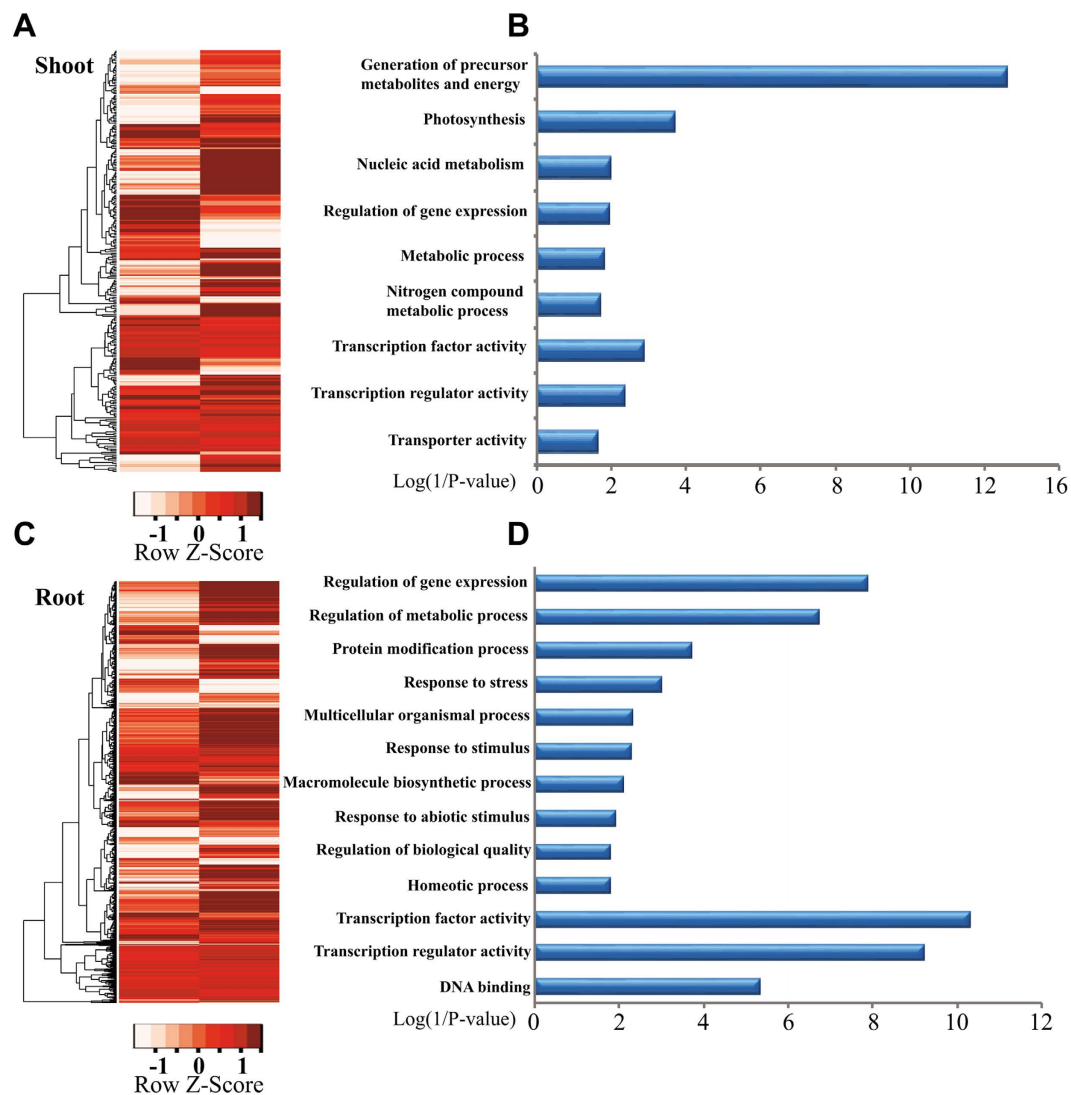 A
Shoot
-1 0 1
Row Z-Score
B
Generation of precursor
metabolites and energy
Photosynthesis
Nucleic acid metabolism
Regulation of gene expression
Metabolic process
Nitrogen compound
metabolic process
Transcription factor activity
Transcription regulator activity
Transporter activity
Log(1/P-value)
0 2 4 6 8 10 12 14 16
C
Root
-1 0 1
Row Z-Score
D
Regulation of gene expression
Regulation of metabolic process
Protein modification process
Response to stress
Multicellular organismal process
Response to stimulus
Macromolecule biosynthetic process
Response to abiotic stimulus
Regulation of biological quality
Homeotic process
Transcription factor activity
Transcription regulator activity
DNA binding
Log(1/P-value)
0 2 4 6 8 10 12